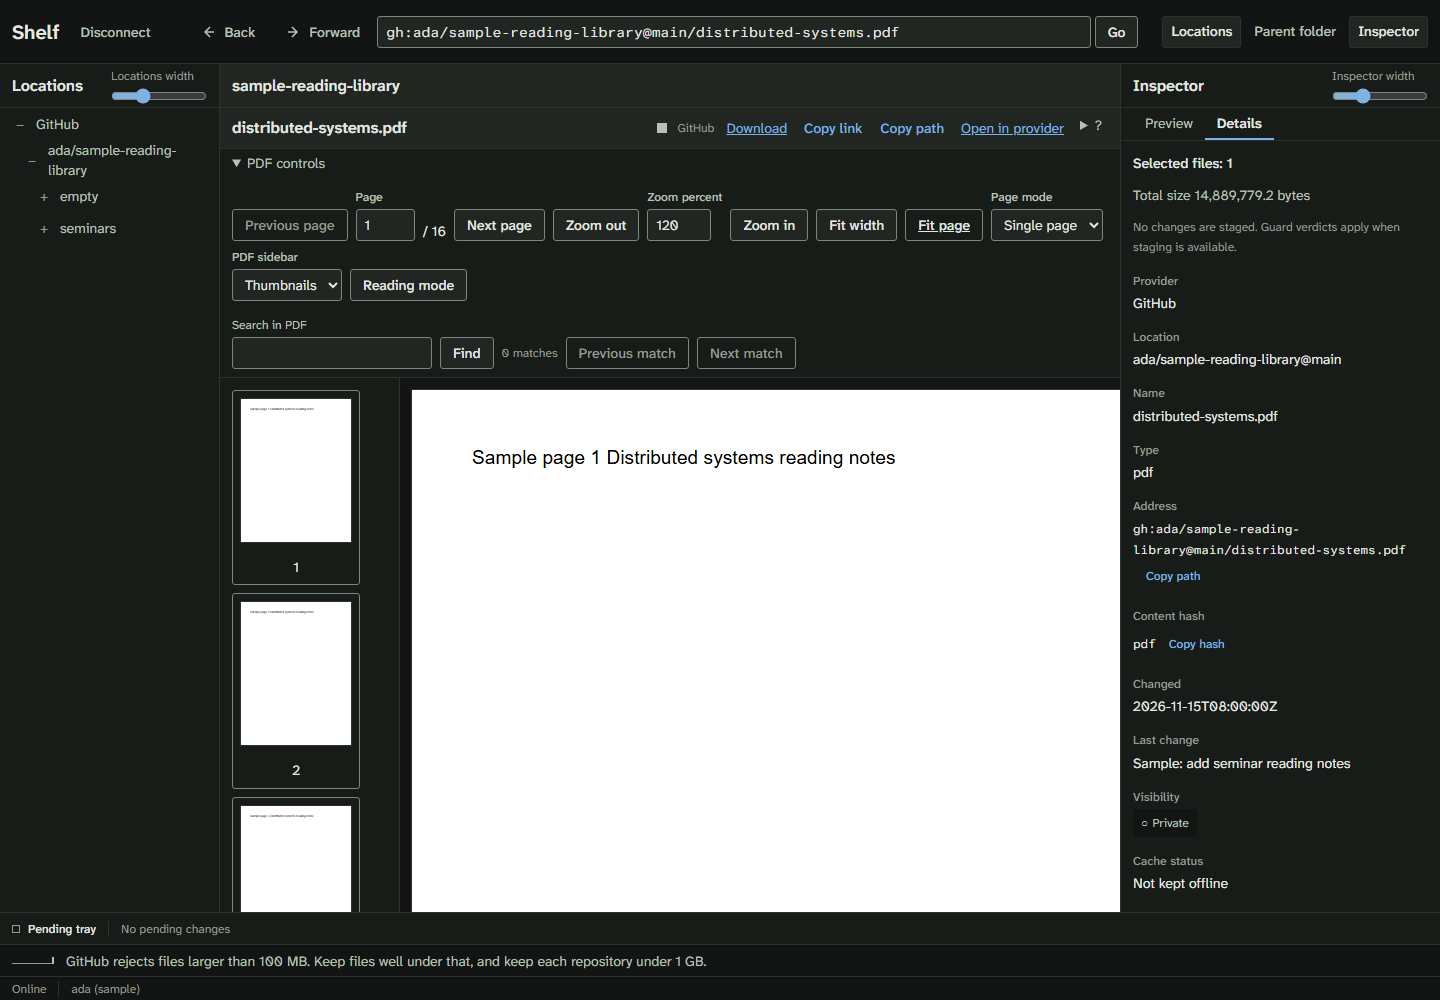 Shelf
Disconnect
Back
Forward
gh:ada/sample-reading-library@main/distributed-systems.pdf
Go
Locations
Parent folder
Inspector
Locations
Locations width
GitHub
ada/sample-reading-
library
empty
seminars
sample-reading-library
distributed-systems.pdf
GitHub
Download
Copy link
Copy path
Open in provider
?
PDF controls
Previous page
Page
1
/ 16
Next page
Zoom out
Zoom percent
120
Zoom in
Fit width
Fit page
Page mode
Single page
PDF sidebar
Thumbnails
Reading mode
Search in PDF
Find
0 matches
Previous match
Next match
Sample page 1 Distributed systems reading notes
1
2
Sample page 1 Distributed systems reading notes
Inspector
Inspector width
Preview
Details
Selected files: 1
Total size 14,889,779.2 bytes
No changes are staged. Guard verdicts apply when
staging is available.
Provider
GitHub
Location
ada/sample-reading-library@main
Name
distributed-systems.pdf
Type
pdf
Address
gh:ada/sample-reading-
library@main/distributed-systems.pdf
Copy path
Content hash
pdf
Copy hash
Changed
2026-11-15T08:00:00Z
Last change
Sample: add seminar reading notes
Visibility
Private
Cache status
Not kept offline
Pending tray
No pending changes
GitHub rejects files larger than 100 MB. Keep files well under that, and keep each repository under 1 GB.
Online
ada (sample)